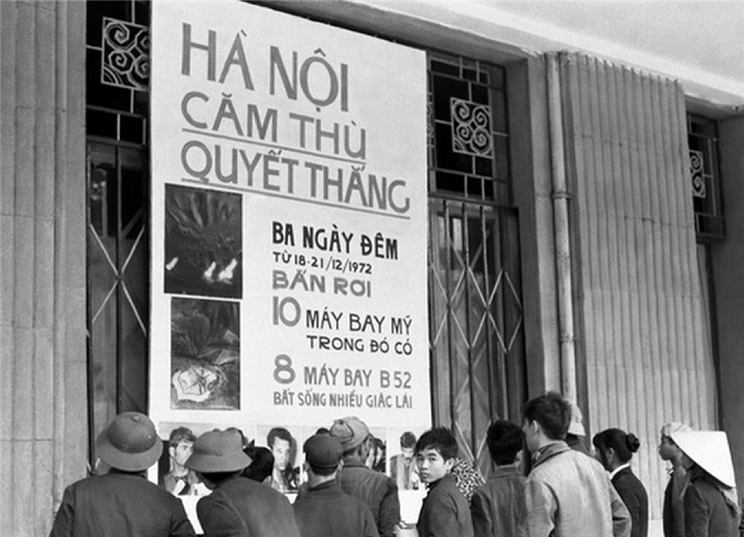 HÀ NỘI
CĂM THÙ
QUYẾT THẮNG
BA NGÀY ĐÊM
TỪ 18-21/12/1972
BẮN RƠI
10 MÁY BAY MỸ
TRONG ĐÓ CÓ
8 MÁY BAY B52
BẮT SỐNG NHIỀU GIẶC LÁI